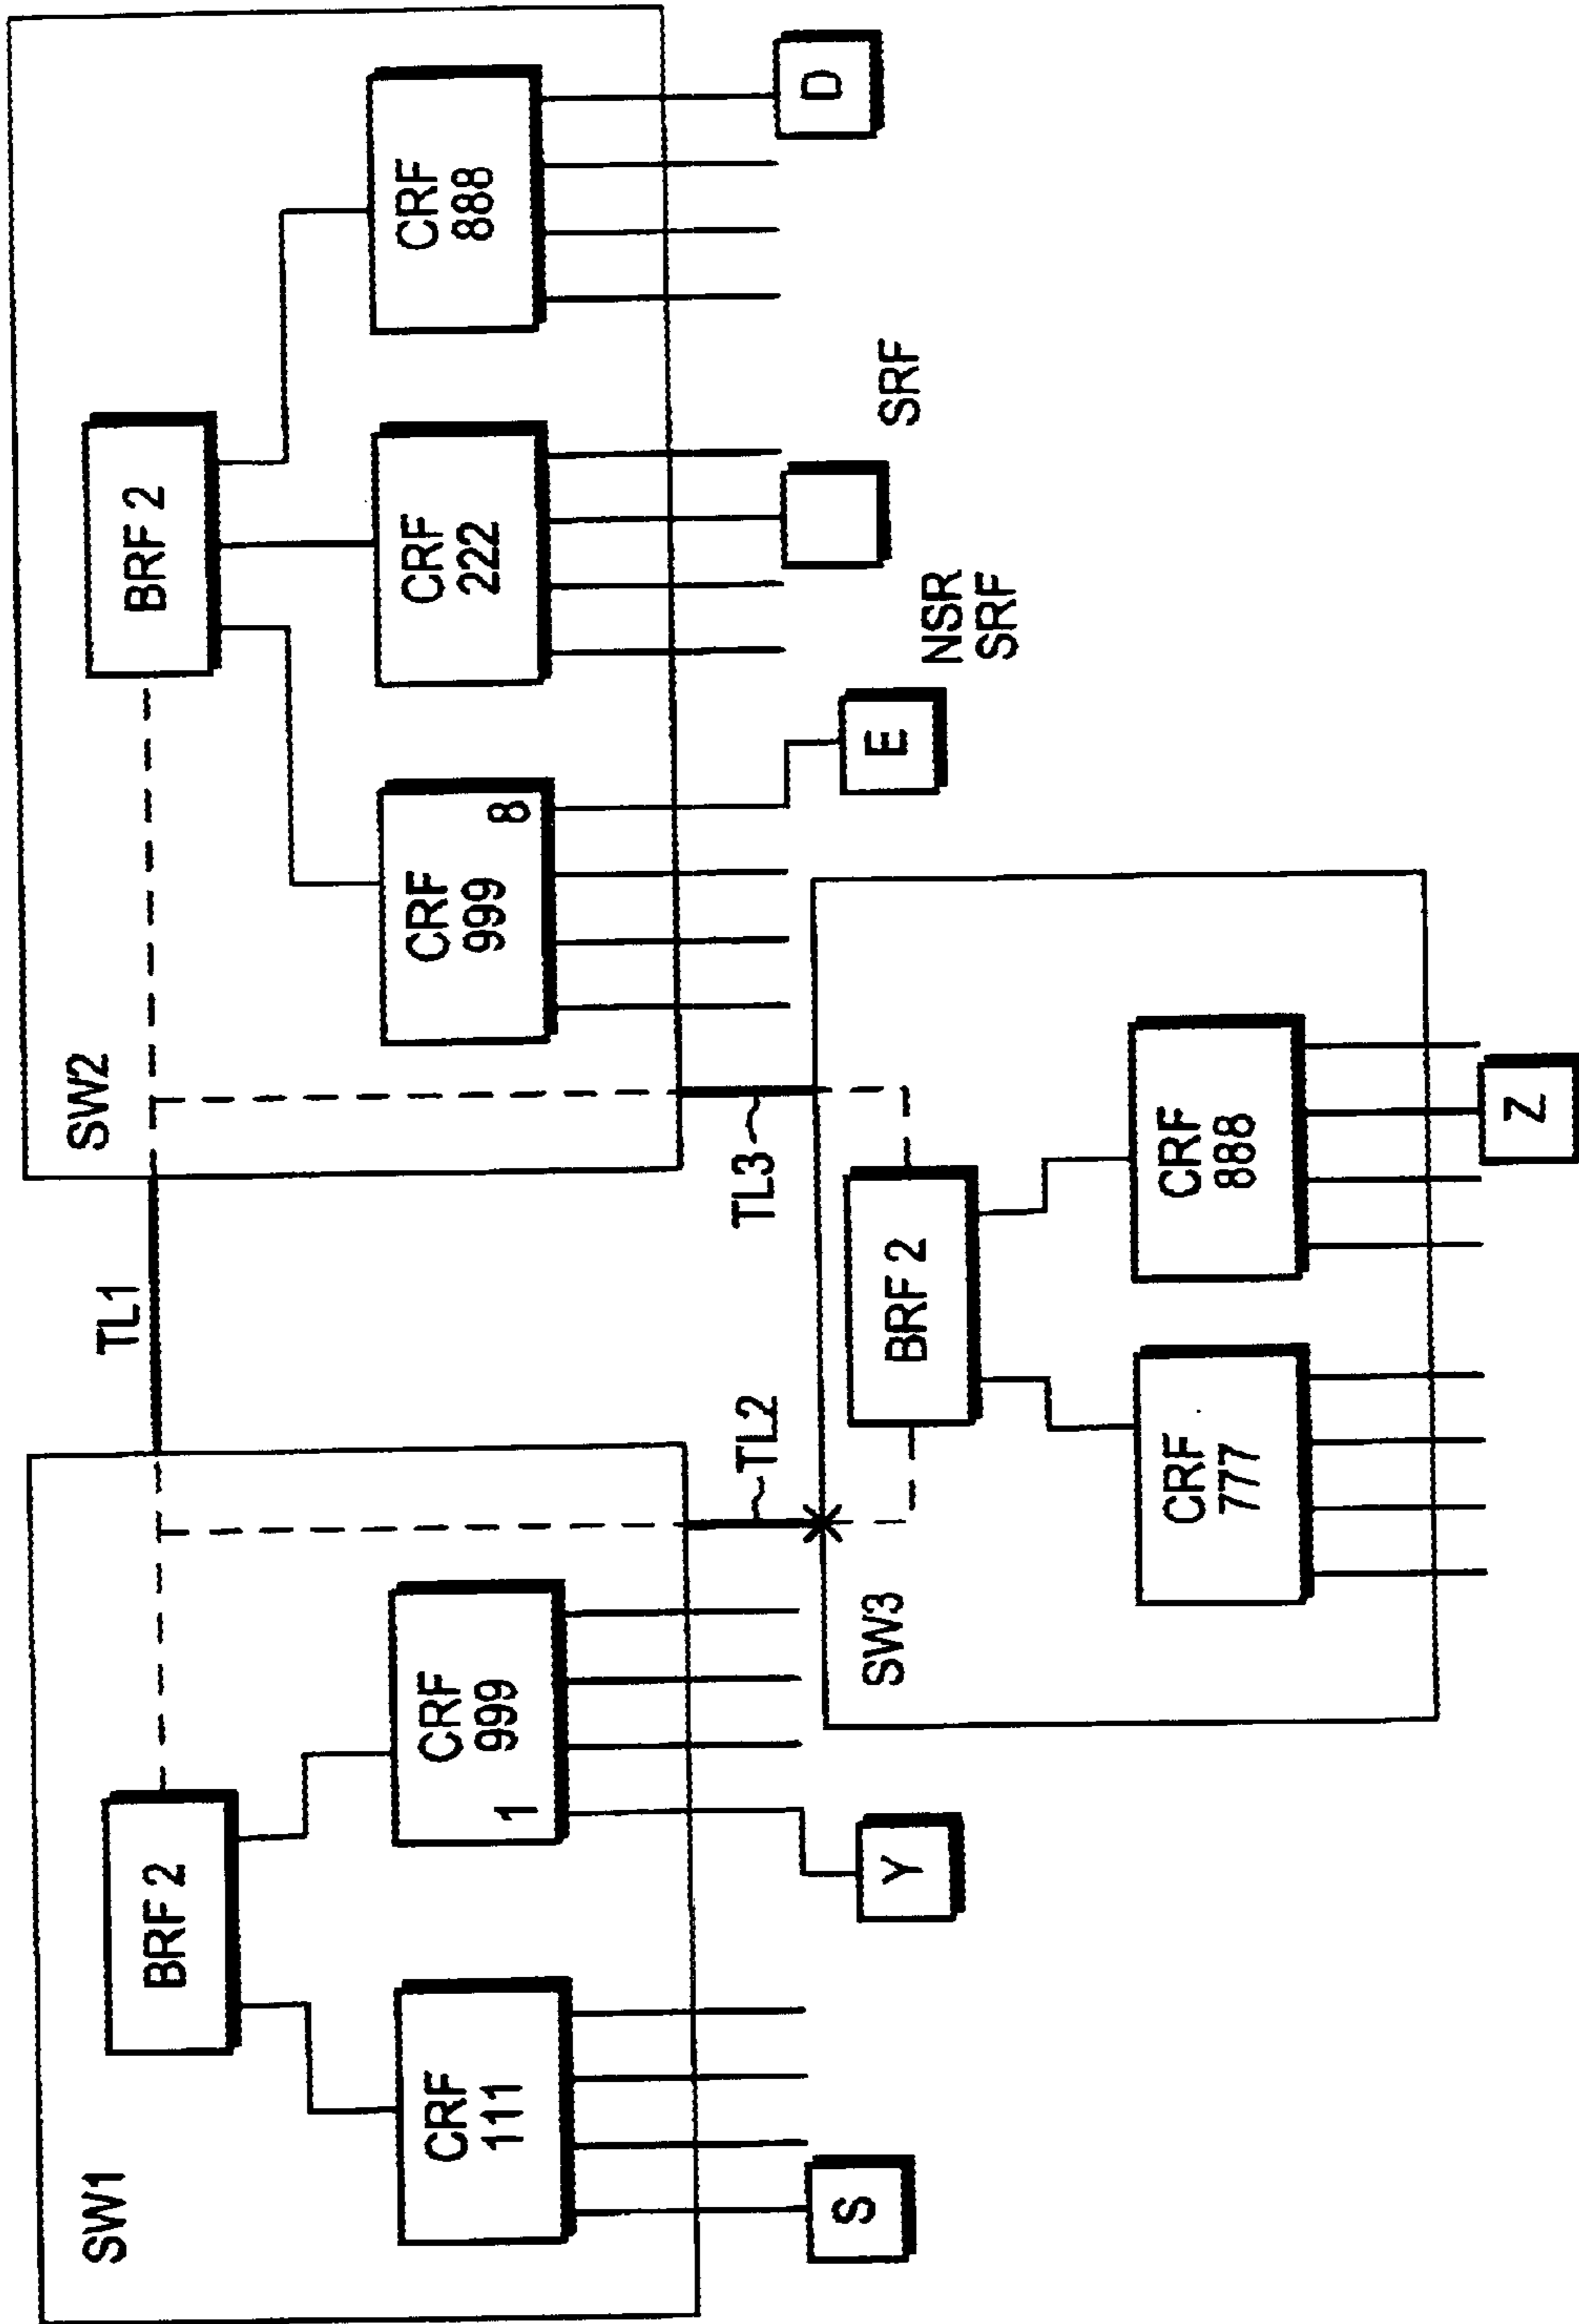 SW1
BRF 2
CRF
111
CRF
999
1
S
Y
TL1
TL2
TL3
SW2
BRF 2
CRF
999
8
CRF
222
CRF
888
E
NSR
SRF
SRF
D
SW3
BRF 2
CRF
777
CRF
888
Z